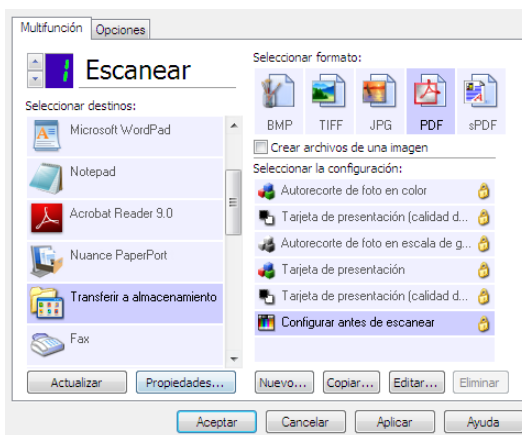 Multifunción
Opciones
1
Escanear
Seleccionar destinos:
Microsoft WordPad
Notepad
Acrobat Reader 9.0
Nuance PaperPort
Transferir a almacenamiento
Fax
Actualizar
Propiedades...
Seleccionar formato:
BMP
TIFF
JPG
PDF
sPDF
Crear archivos de una imagen
Seleccionar la configuración:
Autorecorte de foto en color
Tarjeta de presentación (calidad d...
Autorecorte de foto en escala de g...
Tarjeta de presentación
Tarjeta de presentación (calidad d...
Configurar antes de escanear
Nuevo...
Copiar...
Editar...
Eliminar
Aceptar
Cancelar
Aplicar
Ayuda